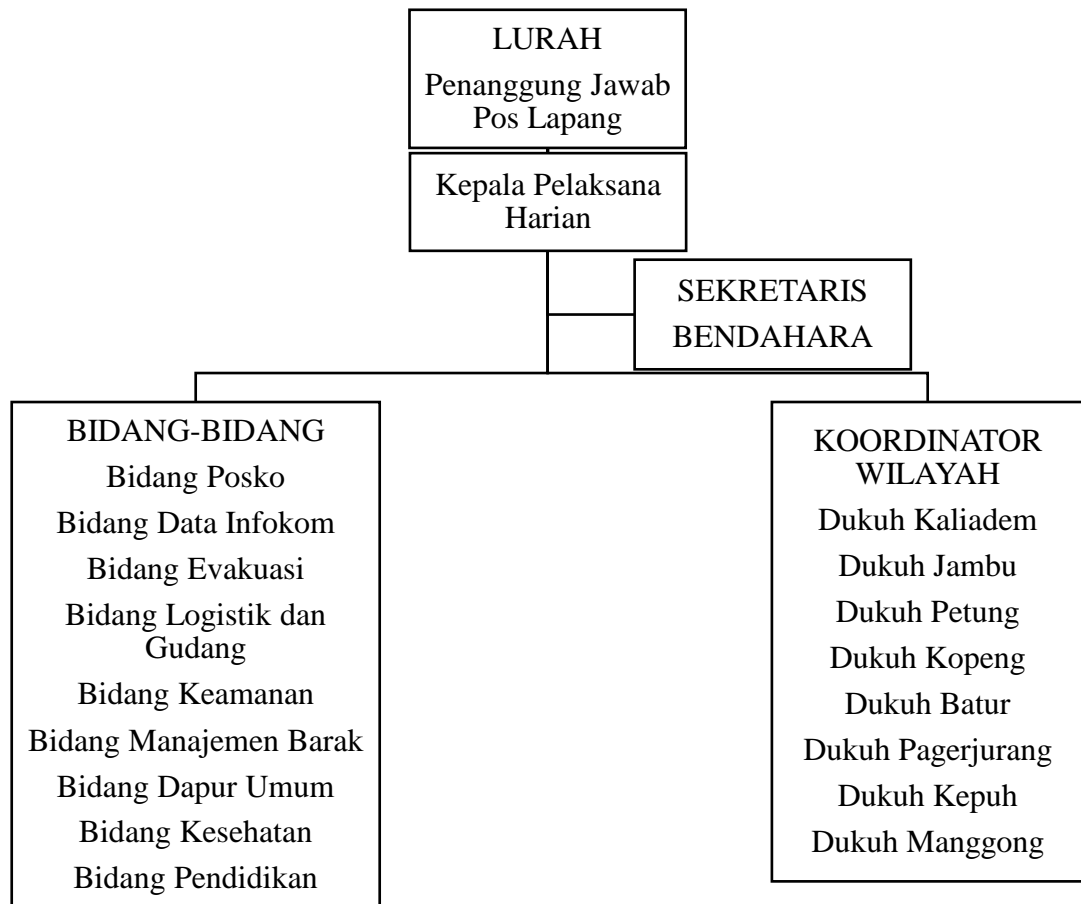 LURAH
Penanggung Jawab
Pos Lapang
Kepala Pelaksana
Harian
SEKRETARIS
BENDAHARA
BIDANG-BIDANG
Bidang Posko
Bidang Data Infokom
Bidang Evakuasi
Bidang Logistik dan
Gudang
Bidang Keamanan
Bidang Manajemen Barak
Bidang Dapur Umum
Bidang Kesehatan
Bidang Pendidikan
KOORDINATOR
WILAYAH
Dukuh Kaliadem
Dukuh Jambu
Dukuh Petung
Dukuh Kopeng
Dukuh Batur
Dukuh Pagerjurang
Dukuh Kepuh
Dukuh Manggong